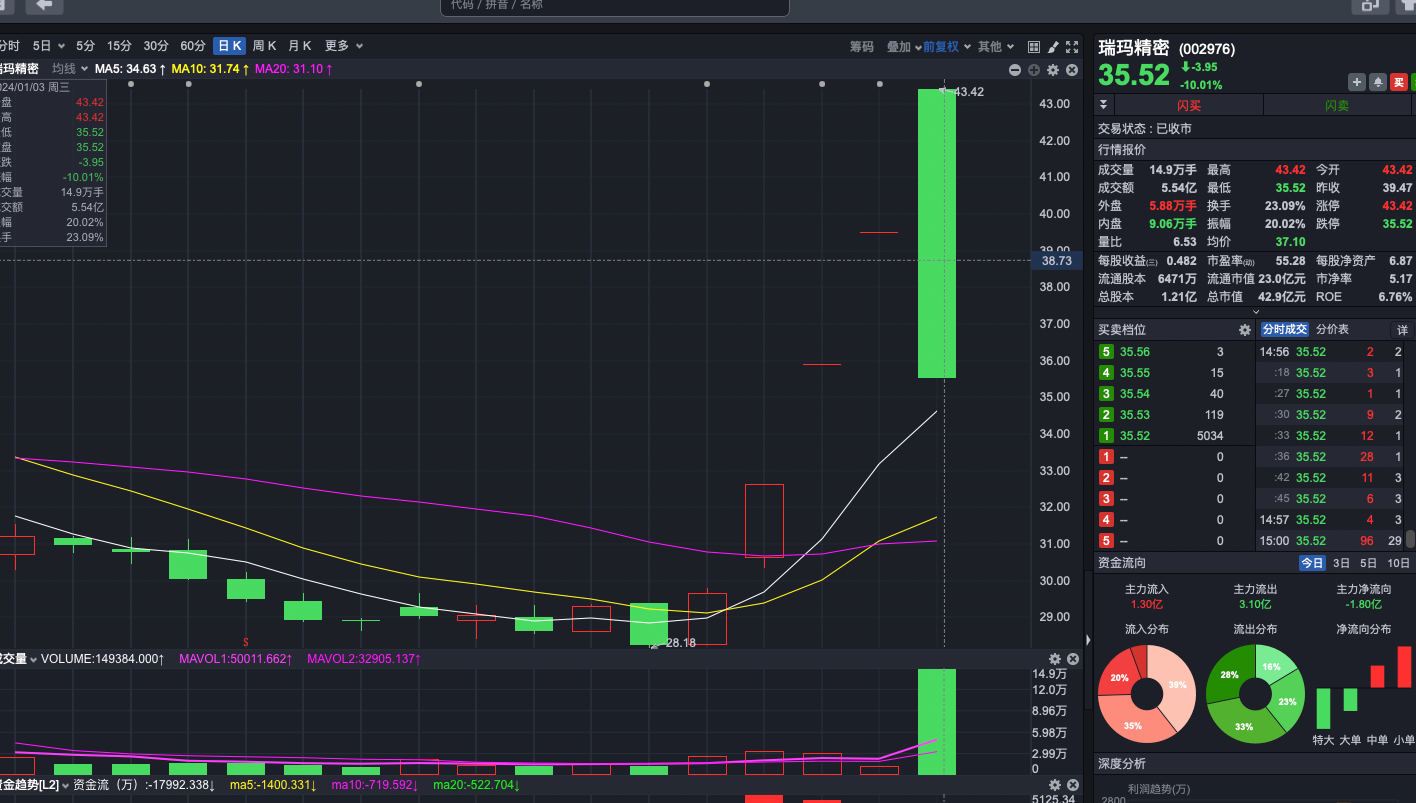 代码 / 拼音 / 名称
分时 5日 5分 15分 30分 60分 日K 周K 月K 更多
筹码 叠加 前复权 其他
瑞玛精密 均线 MA5: 34.63↑ MA10: 31.74↑ MA20: 31.10↑
2024/01/03 周三
盘 43.42
高 43.42
低 35.52
盘 35.52
跌 -3.95
幅 -10.01%
交量 14.9万手
交额 5.54亿
幅 20.02%
手 23.09%
43.42
28.18
S
43.00
42.00
41.00
40.00
39.00
38.73
38.00
37.00
36.00
35.00
34.00
33.00
32.00
31.00
30.00
29.00
成交量 VOLUME:149384.000↑ MAVOL1:50011.662↑ MAVOL2:32905.137↑
14.9万
12.0万
8.96万
5.98万
2.99万
0
资金趋势[L2] 资金流（万）:-17992.338↓ ma5:-1400.331↓ ma10:-719.592↓ ma20:-522.704↓
5125.34
瑞玛精密 (002976)
35.52 -3.95
-10.01%
买
闪买 闪卖
交易状态 : 已收市
行情报价
成交量 14.9万手 最高 43.42 今开 43.42
成交额 5.54亿 最低 35.52 昨收 39.47
外盘 5.88万手 换手 23.09% 涨停 43.42
内盘 9.06万手 振幅 20.02% 跌停 35.52
量比 6.53 均价 37.10
每股收益(三) 0.482 市盈率(动) 55.28 每股净资产 6.87
流通股本 6471万 流通市值 23.0亿元 市净率 5.17
总股本 1.21亿 总市值 42.9亿元 ROE 6.76%
买卖档位 分时成交 分价表 详
5 35.56 3 14:56 35.52 2 2
4 35.55 15 :18 35.52 3 1
3 35.54 40 :27 35.52 1 1
2 35.53 119 :30 35.52 9 2
1 35.52 5034 :33 35.52 12 1
1 -- 0 :36 35.52 28 1
2 -- 0 :42 35.52 11 3
3 -- 0 :45 35.52 6 3
4 -- 0 14:57 35.52 4 3
5 -- 0 15:00 35.52 96 29
资金流向 今日 3日 5日 10日
主力流入 主力流出 主力净流向
1.30亿 3.10亿 -1.80亿
流入分布 流出分布 净流向分布
20% 39% 35%
28% 16% 23% 33%
特大 大单 中单 小单
深度分析
利润趋势(万)
2800